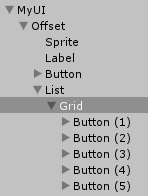 MyUI
Offset
Sprite
Label
Button
List
Grid
Button (1)
Button (2)
Button (3)
Button (4)
Button (5)